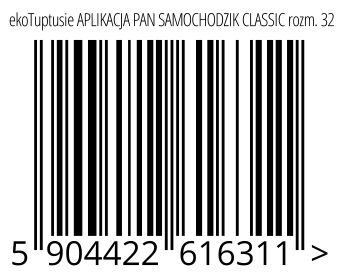 ekoTuptusie APLIKACJA PAN SAMOCHODZIK CLASSIC rozm. 32
5 904422 616311 >